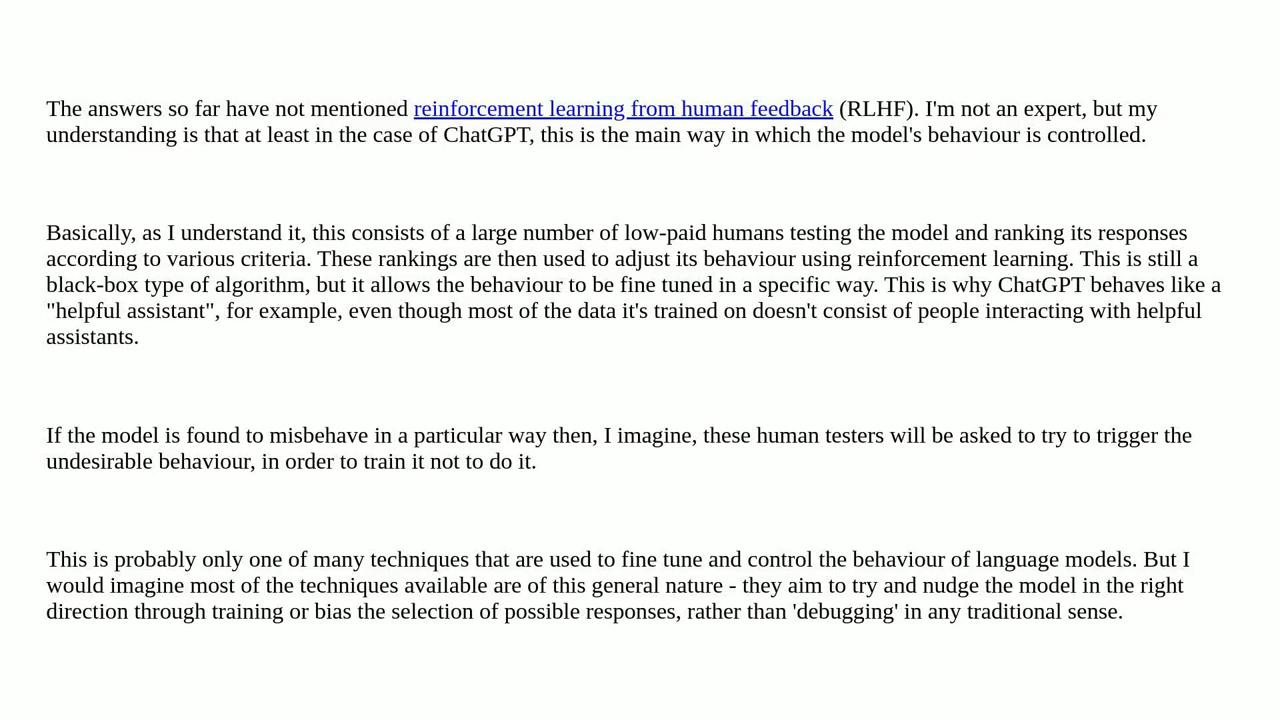 The answers so far have not mentioned reinforcement learning from human feedback (RLHF). I'm not an expert, but my
understanding is that at least in the case of ChatGPT, this is the main way in which the model's behaviour is controlled.
Basically, as I understand it, this consists of a large number of low-paid humans testing the model and ranking its responses
according to various criteria. These rankings are then used to adjust its behaviour using reinforcement learning. This is still a
black-box type of algorithm, but it allows the behaviour to be fine tuned in a specific way. This is why ChatGPT behaves like a
"helpful assistant", for example, even though most of the data it's trained on doesn't consist of people interacting with helpful
assistants.
If the model is found to misbehave in a particular way then, I imagine, these human testers will be asked to try to trigger the
undesirable behaviour, in order to train it not to do it.
This is probably only one of many techniques that are used to fine tune and control the behaviour of language models. But I
would imagine most of the techniques available are of this general nature - they aim to try and nudge the model in the right
direction through training or bias the selection of possible responses, rather than 'debugging' in any traditional sense.